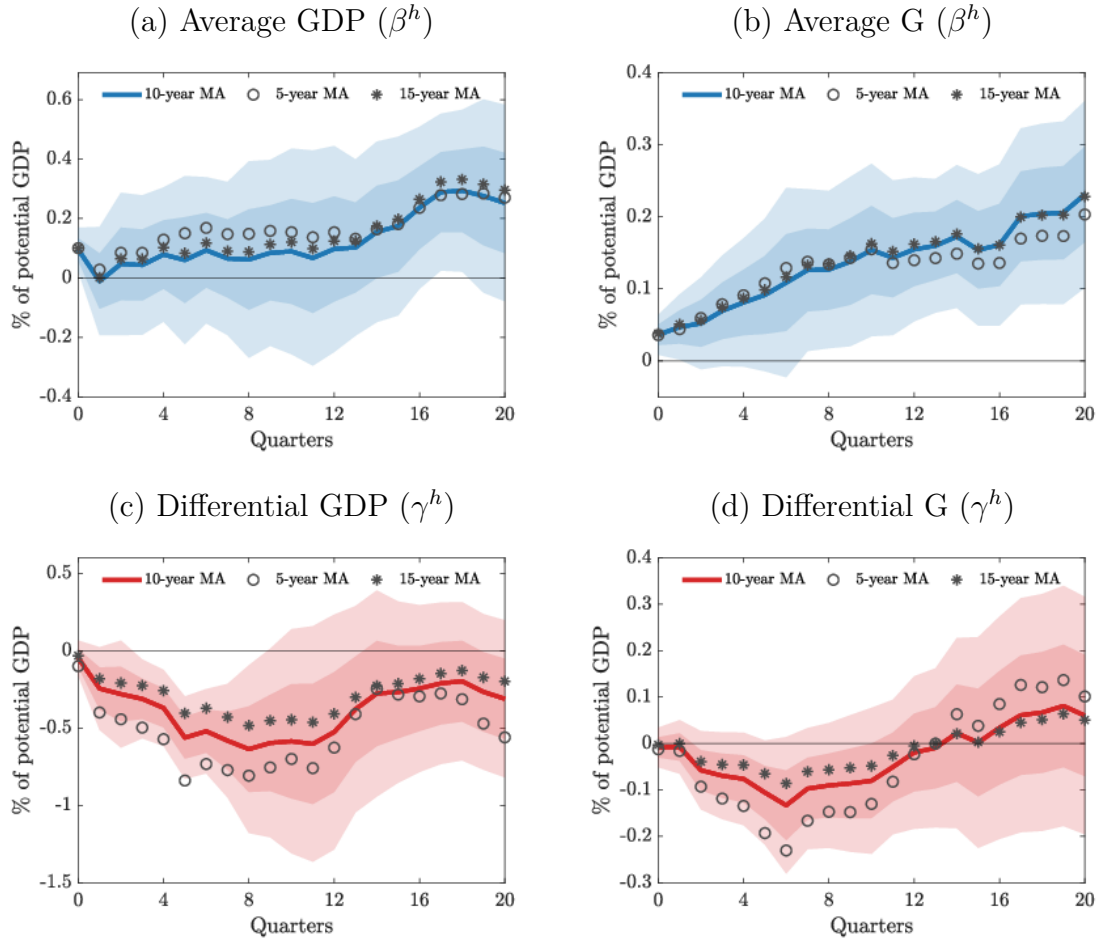 (a) Average GDP (β^h)
10-year MA 5-year MA 15-year MA
% of potential GDP
0.6
0.4
0.2
0
-0.2
-0.4
0 4 8 12 16 20
Quarters
(b) Average G (β^h)
10-year MA 5-year MA 15-year MA
% of potential GDP
0.4
0.3
0.2
0.1
0
0 4 8 12 16 20
Quarters
(c) Differential GDP (γ^h)
10-year MA 5-year MA 15-year MA
% of potential GDP
0.5
0
-0.5
-1
-1.5
0 4 8 12 16 20
Quarters
(d) Differential G (γ^h)
10-year MA 5-year MA 15-year MA
% of potential GDP
0.4
0.3
0.2
0.1
0
-0.1
-0.2
-0.3
0 4 8 12 16 20
Quarters